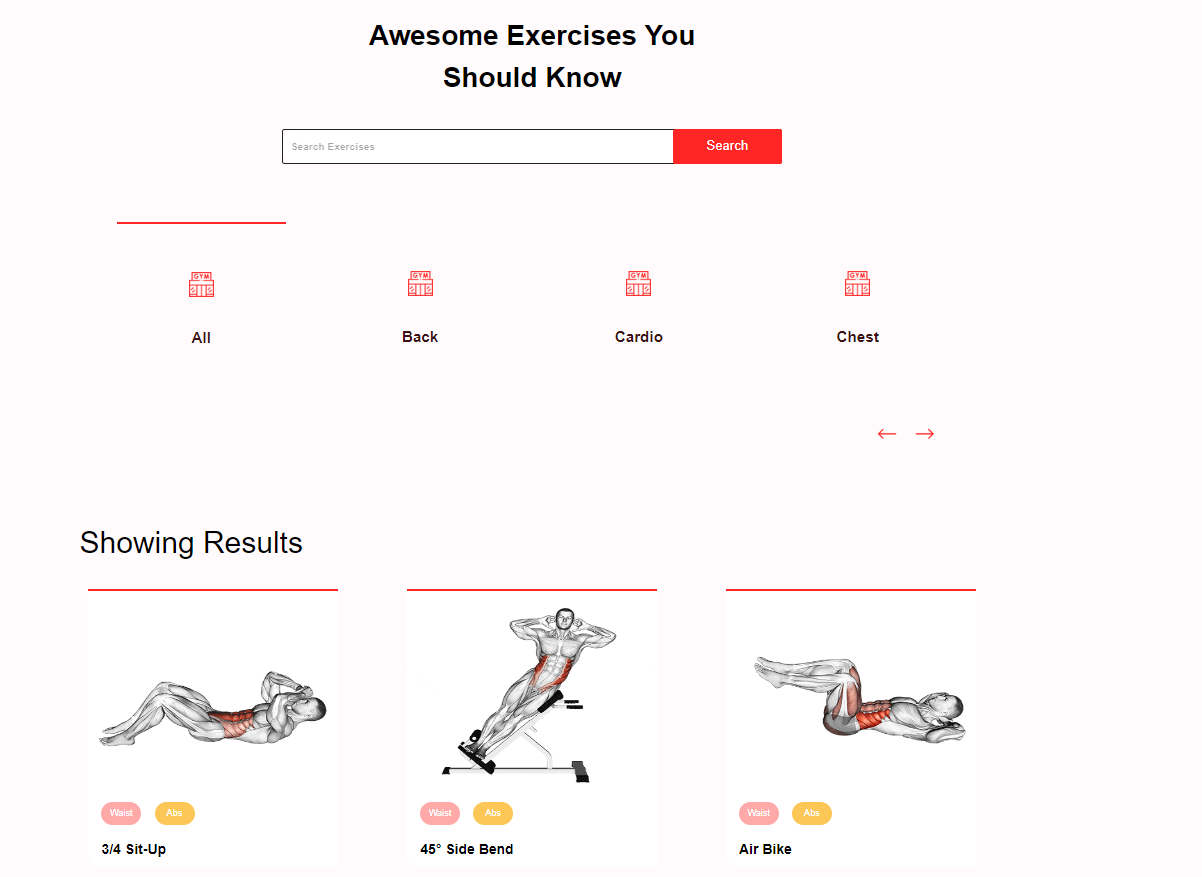 Awesome Exercises You
Should Know
Search Exercises
Search
GYM
GYM
GYM
GYM
All
Back
Cardio
Chest
Showing Results
Waist
Abs
Waist
Abs
Waist
Abs
3/4 Sit-Up
45° Side Bend
Air Bike